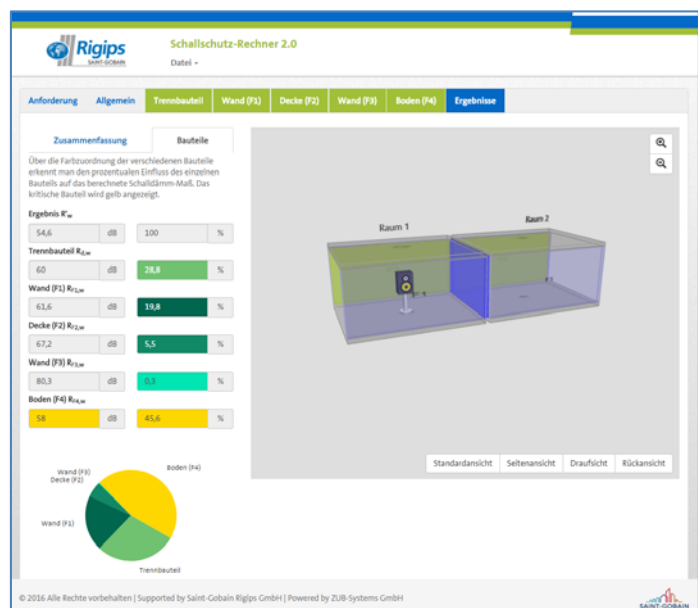 Rigips
SAINT-GOBAIN
Schallschutz-Rechner 2.0
Datei
Anforderung Allgemein Trennbauteil Wand (F1) Decke (F2) Wand (F3) Boden (F4) Ergebnisse
Zusammenfassung Bauteile
Über die Farbzuordnung der verschiedenen Bauteile
erkennt man den prozentualen Einfluss des einzelnen
Bauteils auf das berechnete Schalldämm-Maß. Das
kritische Bauteil wird gelb angezeigt.
Ergebnis R'w
54,6 dB 100 %
Trennbauteil Rd,w
60 dB 28,8 %
Wand (F1) RF1,w
61,6 dB 19,8 %
Decke (F2) RF2,w
67,2 dB 5,5 %
Wand (F3) RF3,w
80,3 dB 0,3 %
Boden (F4) RF4,w
58 dB 45,6 %
Raum 1
Raum 2
Standardansicht Seitenansicht Draufsicht Rückansicht
Boden (F4)
Wand (F3)
Decke (F2)
Wand (F1)
Trennbauteil
© 2016 Alle Rechte vorbehalten | Supported by Saint-Gobain Rigips GmbH | Powered by ZUB-Systems GmbH
SAINT-GOBAIN